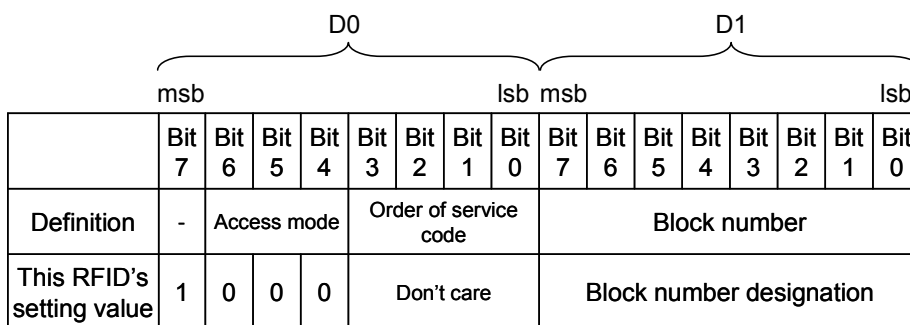 D0 D1
msb lsb msb lsb
Bit 7 Bit 6 Bit 5 Bit 4 Bit 3 Bit 2 Bit 1 Bit 0 Bit 7 Bit 6 Bit 5 Bit 4 Bit 3 Bit 2 Bit 1 Bit 0
Definition - Access mode Order of service code Block number
This RFID's setting value 1 0 0 0 Don't care Block number designation